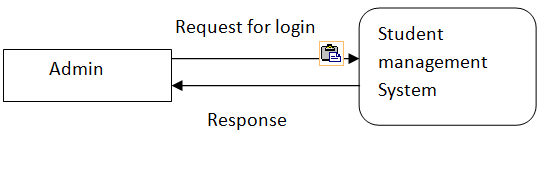 Request for login
Student
management
System
Admin
Response